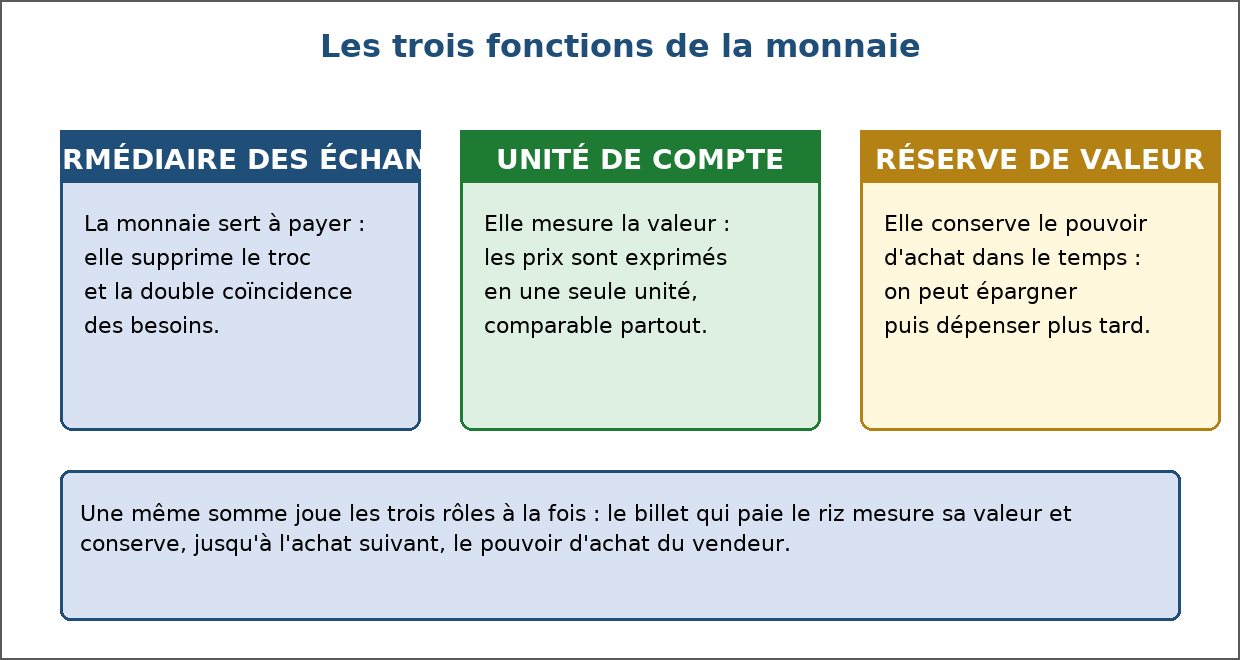 Les trois fonctions de la monnaie
RMÉDIAIRE DES ÉCHAN
La monnaie sert à payer :
elle supprime le troc
et la double coïncidence
des besoins.
UNITÉ DE COMPTE
Elle mesure la valeur :
les prix sont exprimés
en une seule unité,
comparable partout.
RÉSERVE DE VALEUR
Elle conserve le pouvoir
d'achat dans le temps :
on peut épargner
puis dépenser plus tard.
Une même somme joue les trois rôles à la fois : le billet qui paie le riz mesure sa valeur et
conserve, jusqu'à l'achat suivant, le pouvoir d'achat du vendeur.